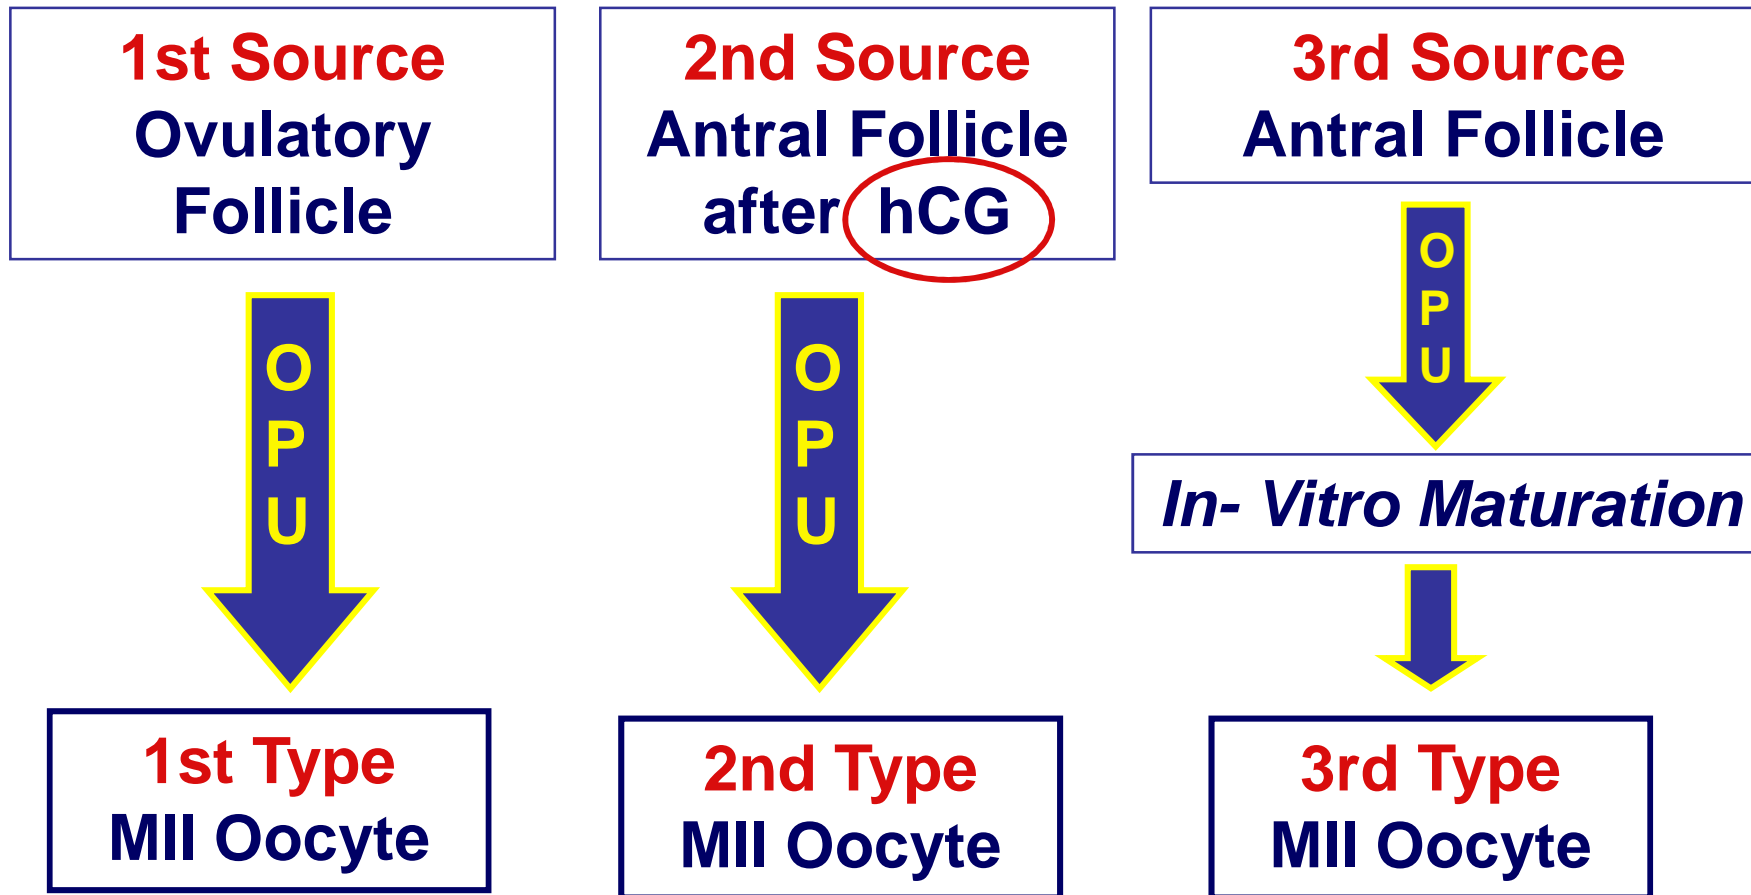 1st Source
Ovulatory
Follicle
O
P
U
1st Type
MII Oocyte
2nd Source
Antral Follicle
after hCG
O
P
U
2nd Type
MII Oocyte
3rd Source
Antral Follicle
O
P
U
In- Vitro Maturation
3rd Type
MII Oocyte